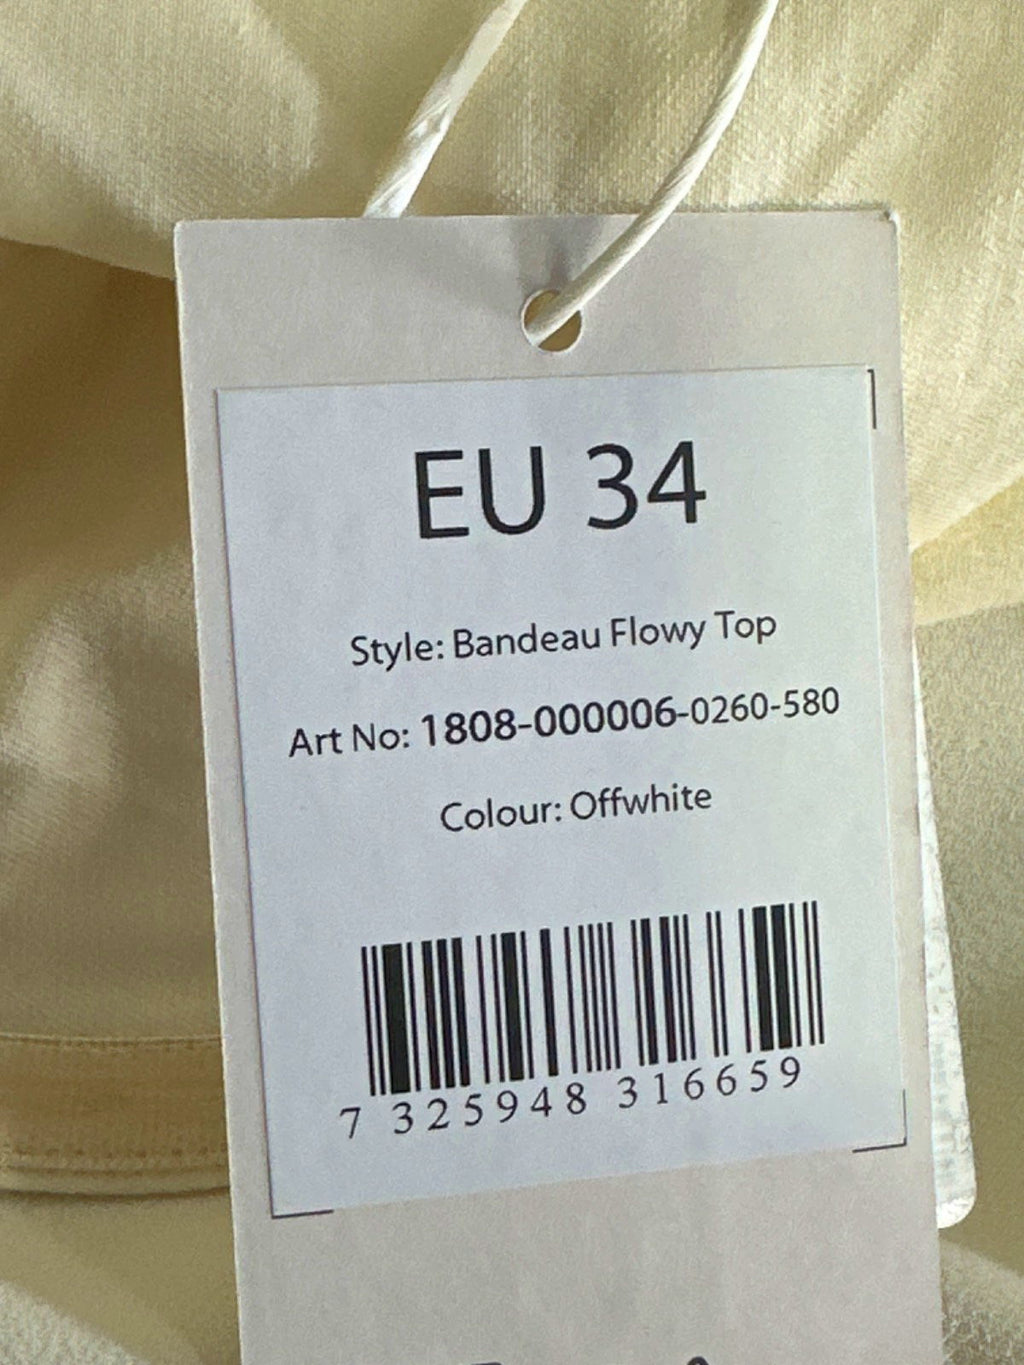 EU 34
Style: Bandeau Flowy Top
Art No: 1808-000006-0260-580
Colour: Offwhite
7 325948 316659